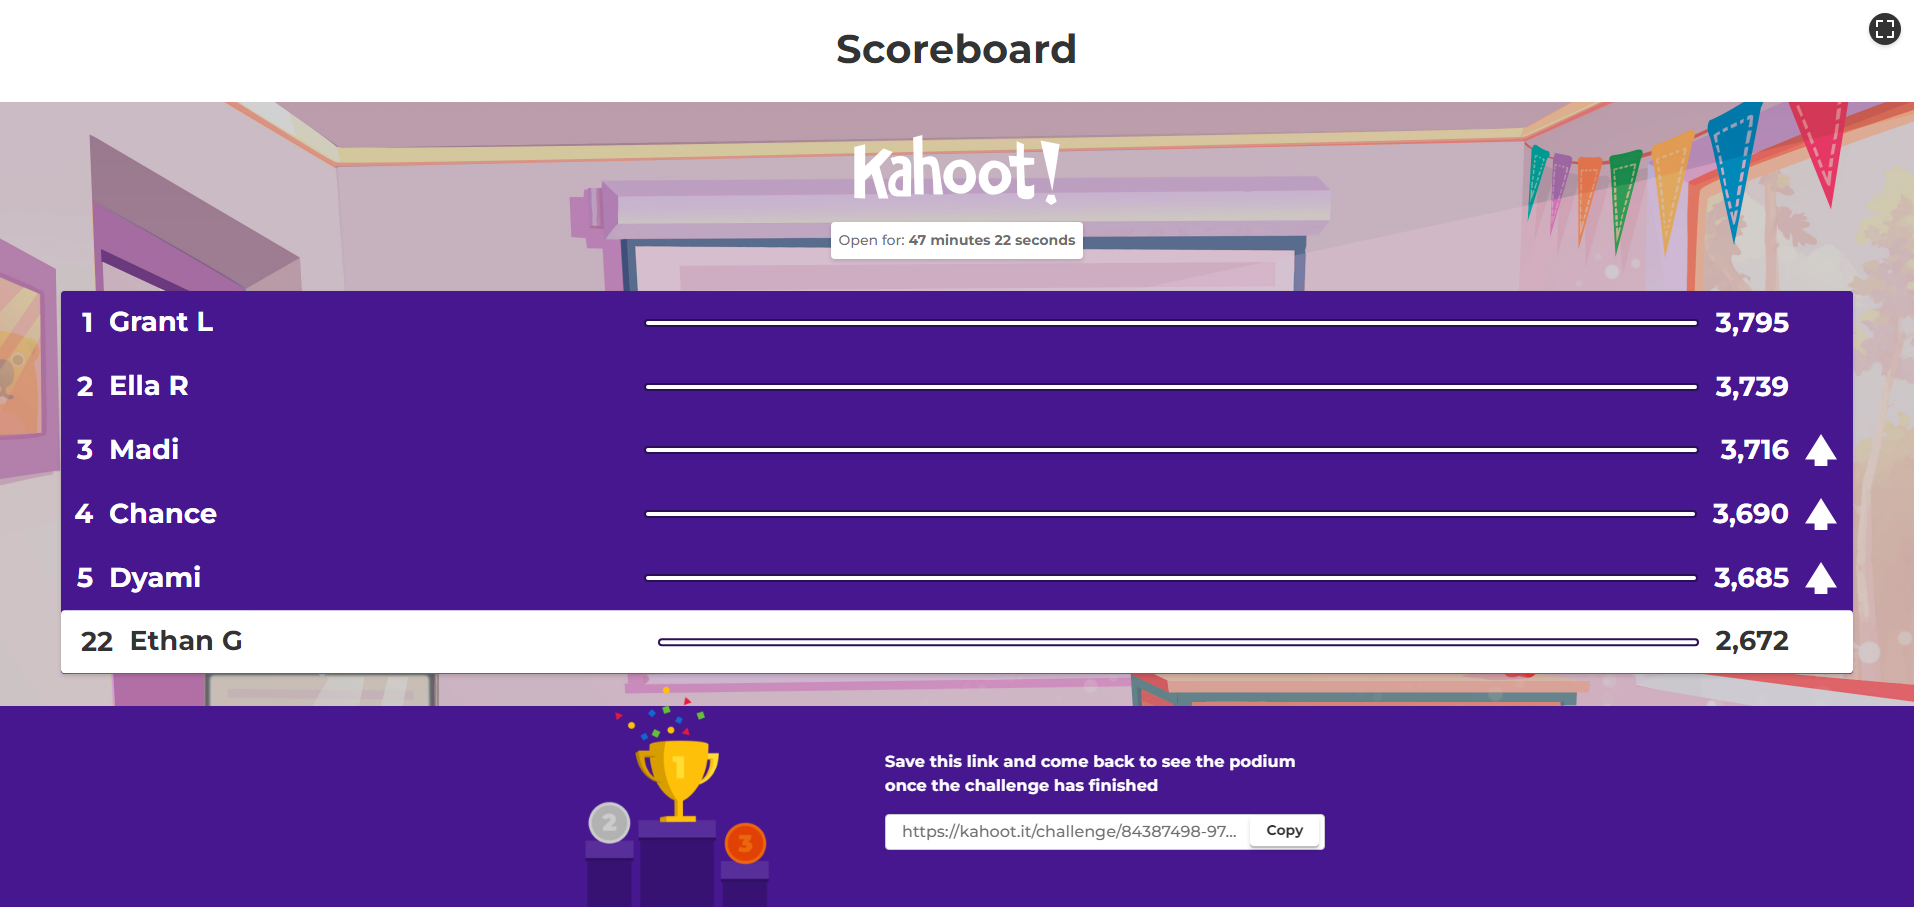 Scoreboard
Kahoot!
Open for: 47 minutes 22 seconds
1 Grant L 3,795
2 Ella R 3,739
3 Madi 3,716
4 Chance 3,690
5 Dyami 3,685
22 Ethan G 2,672
1
2
3
Save this link and come back to see the podium
once the challenge has finished
https://kahoot.it/challenge/84387498-97... Copy